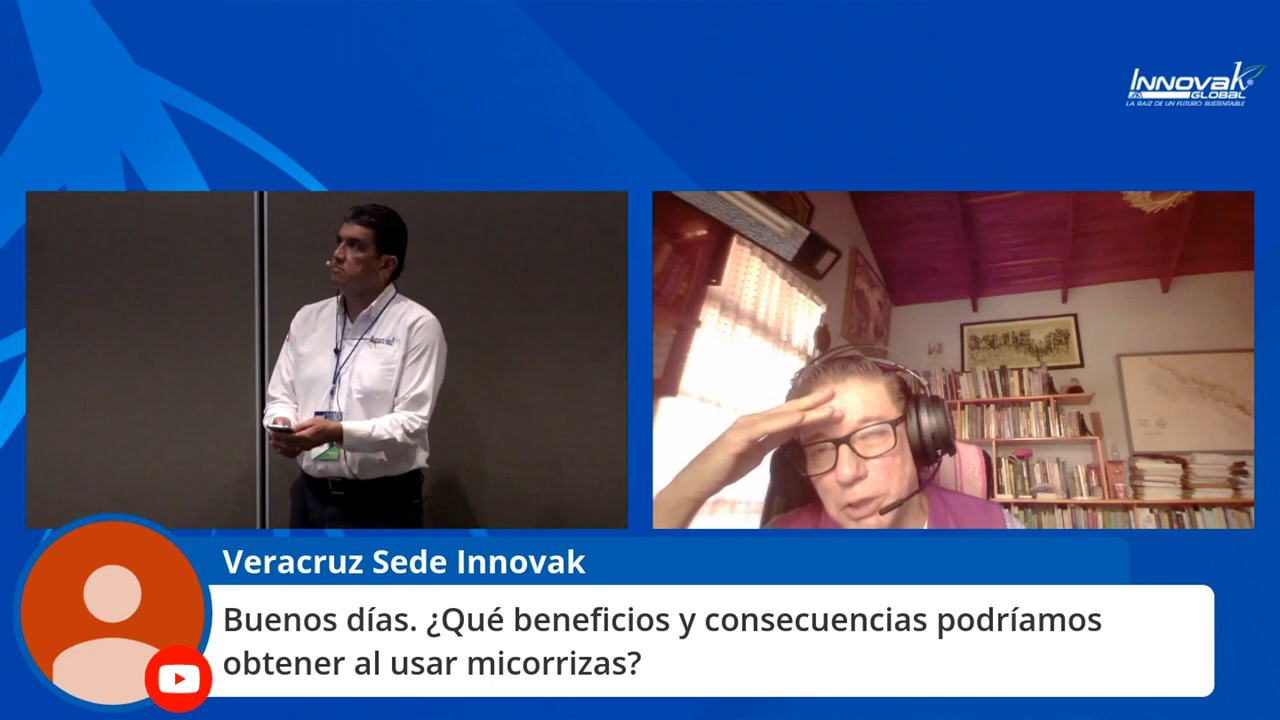 Innovak
GLOBAL
LA RAÍZ DE UN FUTURO SUSTENTABLE
Veracruz Sede Innovak
Buenos días. ¿Qué beneficios y consecuencias podríamos
obtener al usar micorrizas?